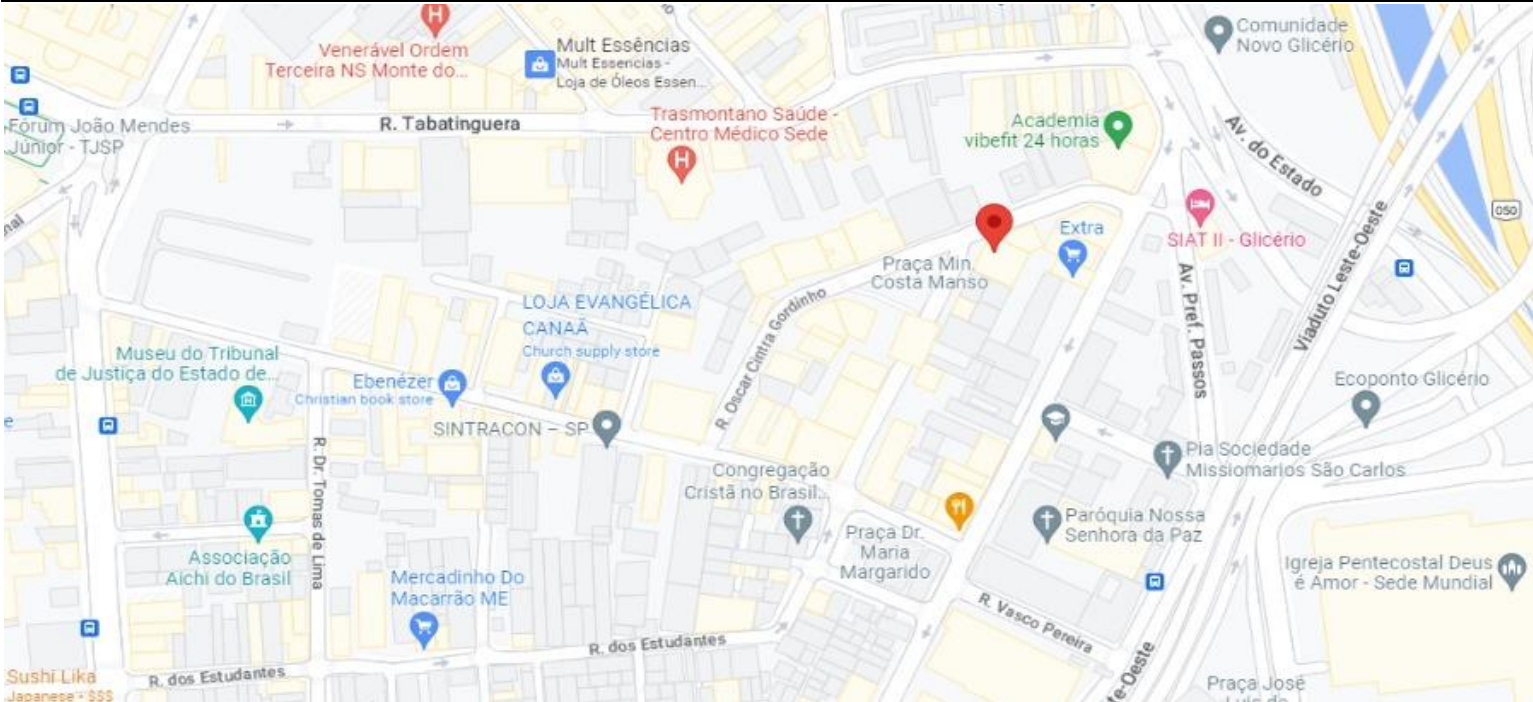 Comunidade
Novo Glicério
Venerável Ordem
Terceira NS Monte do...
Mult Essências
Mult Essencias -
Loja de Óleos Essen...
Fórum João Mendes
Júnior - TJSP
R. Tabatinguera
Trasmontano Saúde -
Centro Médico Sede
Academia
vibefit 24 horas
Av. do Estado
050
nal
Extra
SIAT II - Glicério
Praça Min.
Costa Manso
Viaduto Leste-Oeste
Av. Pref. Passos
R. Oscar Cintra Gordinho
LOJA EVANGÉLICA
CANAÃ
Church supply store
Museu do Tribunal
de Justiça do Estado de...
Ebenézer
Christian book store
Ecoponto Glicério
e
SINTRACON – SP
R. Dr. Tomas de Lima
Congregação
Cristã no Brasil...
Pia Sociedade
Missiomarios São Carlos
Praça Dr.
Maria
Margarido
Paróquia Nossa
Senhora da Paz
Associação
Aichi do Brasil
Igreja Pentecostal Deus
é Amor - Sede Mundial
Mercadinho Do
Macarrão ME
R. Vasco Pereira
R. dos Estudantes
R. dos Estudantes
te-Oeste
Sushi Lika
Japanese - $$$
Praça José